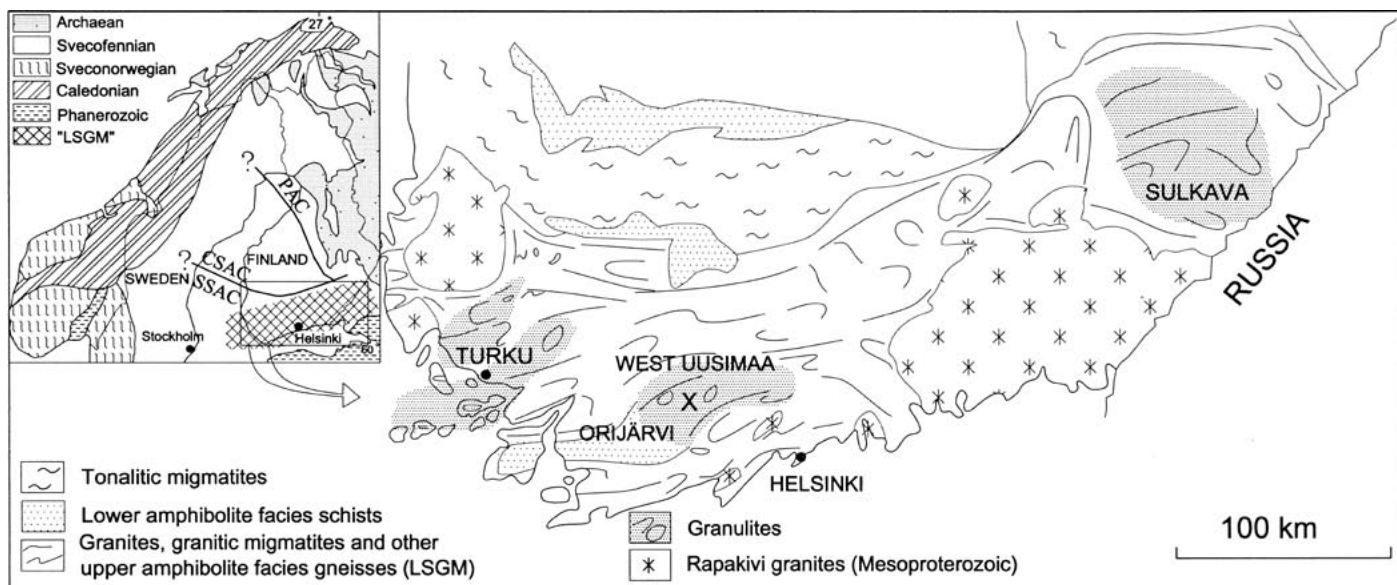 Archaean
Svecofennian
Sveconorwegian
Caledonian
Phanerozoic
"LSGM"
27
?
PAC
?
CSAC
SSAC
SWEDEN
FINLAND
Stockholm
Helsinki
60
SULKAVA
RUSSIA
TURKU
WEST UUSIMAA
X
ORIJÄRVI
HELSINKI
Tonalitic migmatites
Lower amphibolite facies schists
Granites, granitic migmatites and other
upper amphibolite facies gneisses (LSGM)
Granulites
Rapakivi granites (Mesoproterozoic)
100 km